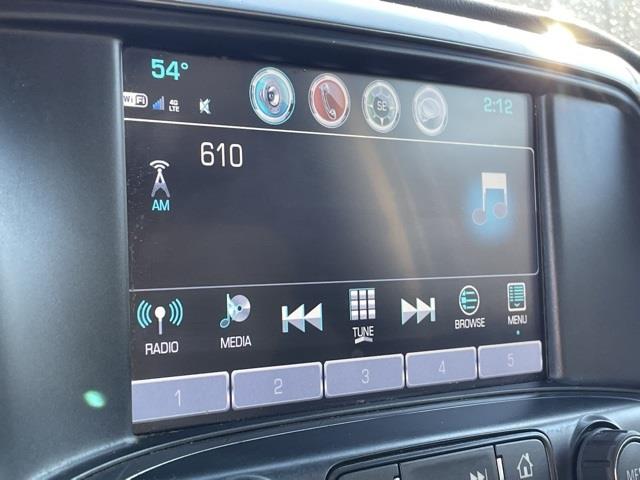 54°
WiFi 4G LTE
SE
2:12
610
AM
RADIO
MEDIA
TUNE
BROWSE
MENU
1 2 3 4 5